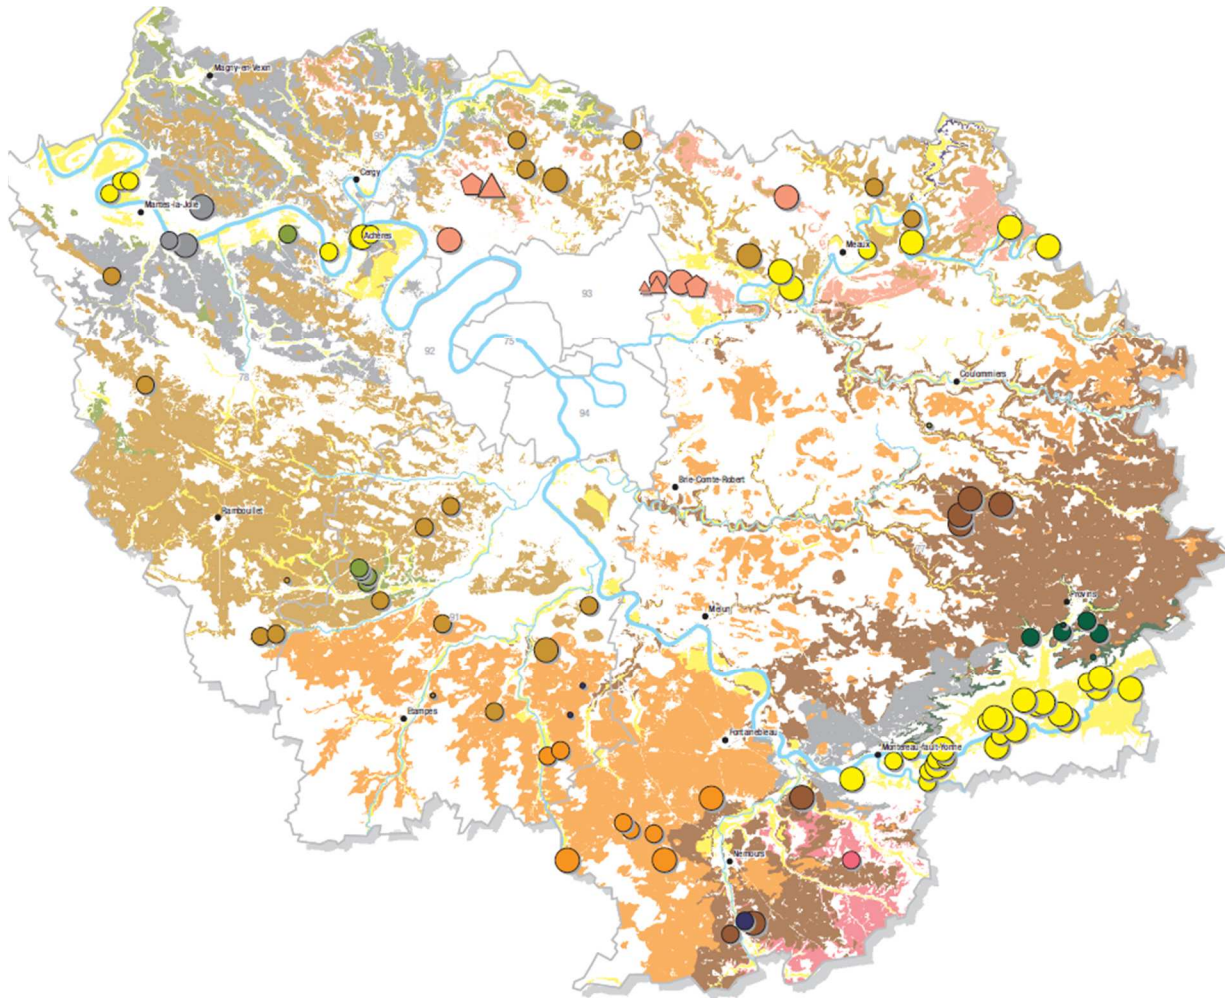 Magny-en-Vexin
95
Cergy
Mantes-la-Jolie
Achères
Meaux
93
75
92
78
Coulommiers
94
Brie-Comte-Robert
Rambouillet
77
Provins
Melun
91
Etampes
Fontainebleau
Montereau-fault-Yonne
Nemours